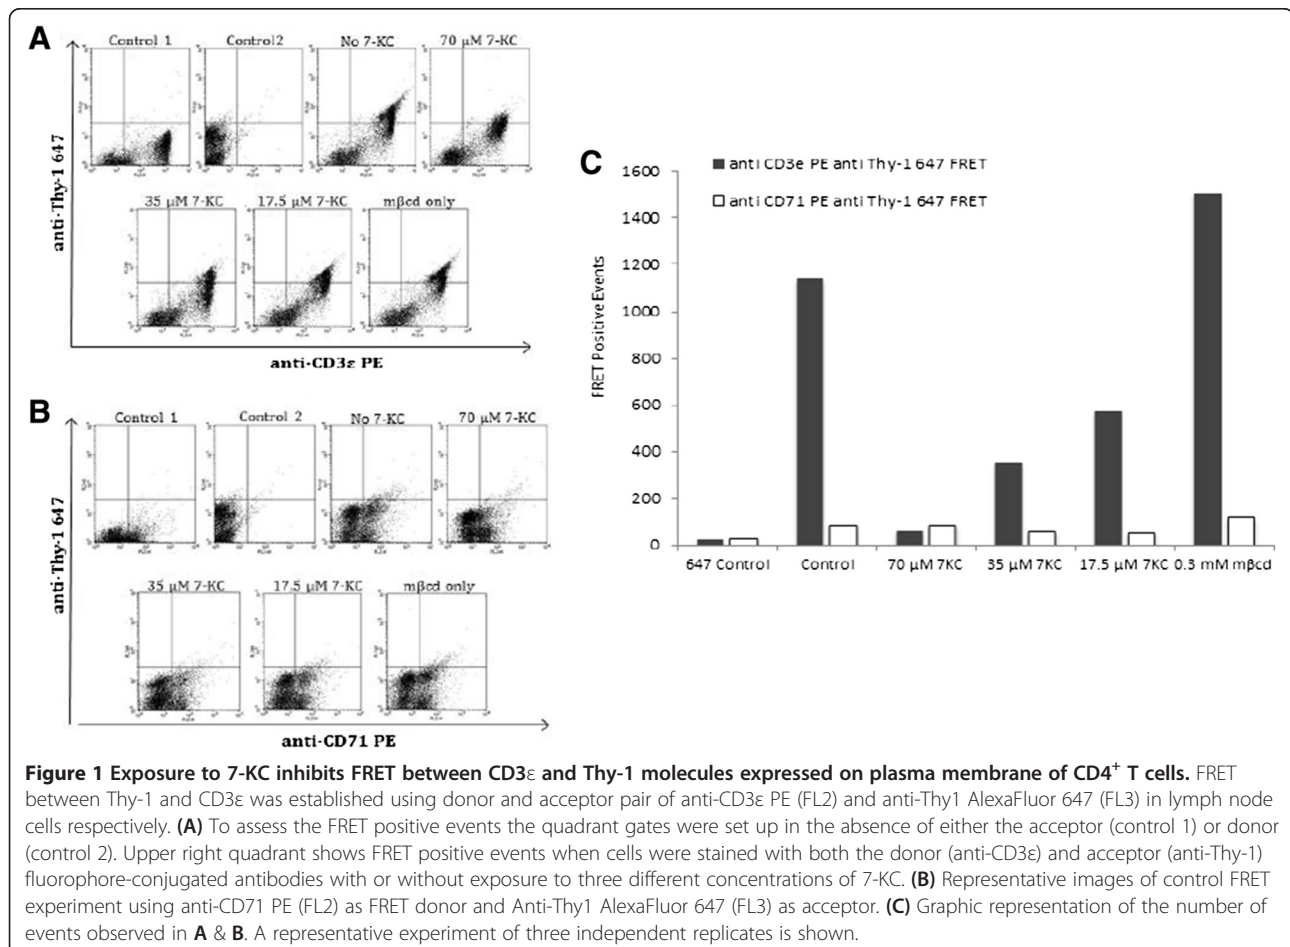 A
Control 1 Control2 No 7-KC 70 µM 7-KC
35 µM 7-KC 17.5 µM 7-KC mβcd only
anti-Thy-1 647
anti-CD3ε PE
B
Control 1 Control 2 No 7-KC 70 µM 7-KC
35 µM 7-KC 17.5 µM 7-KC mβcd only
anti-Thy-1 647
anti-CD71 PE
C
anti CD3e PE anti Thy-1 647 FRET
anti CD71 PE anti Thy-1 647 FRET
FRET Positive Events
1600
1400
1200
1000
800
600
400
200
0
647 Control Control 70 µM 7KC 35 µM 7KC 17.5 µM 7KC 0.3 mM mβcd
Figure 1 Exposure to 7-KC inhibits FRET between CD3ε and Thy-1 molecules expressed on plasma membrane of CD4⁺ T cells. FRET
between Thy-1 and CD3ε was established using donor and acceptor pair of anti-CD3ε PE (FL2) and anti-Thy1 AlexaFluor 647 (FL3) in lymph node
cells respectively. (A) To assess the FRET positive events the quadrant gates were set up in the absence of either the acceptor (control 1) or donor
(control 2). Upper right quadrant shows FRET positive events when cells were stained with both the donor (anti-CD3ε) and acceptor (anti-Thy-1)
fluorophore-conjugated antibodies with or without exposure to three different concentrations of 7-KC. (B) Representative images of control FRET
experiment using anti-CD71 PE (FL2) as FRET donor and Anti-Thy1 AlexaFluor 647 (FL3) as acceptor. (C) Graphic representation of the number of
events observed in A & B. A representative experiment of three independent replicates is shown.